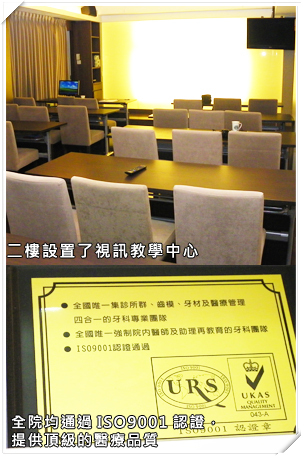 二樓設置了視訊教學中心
● 全國唯一集診所群、齒模、牙材及醫療管理
四合一的牙科專業團隊
● 全國唯一強制院內醫師及助理再教育的牙科團隊
● ISO9001認證通過
URS
UKAS
QUALITY
MANAGEMENT
043-A
ISO9001 認證章
全院均通過 ISO9001 認證，
提供頂級的醫療品質